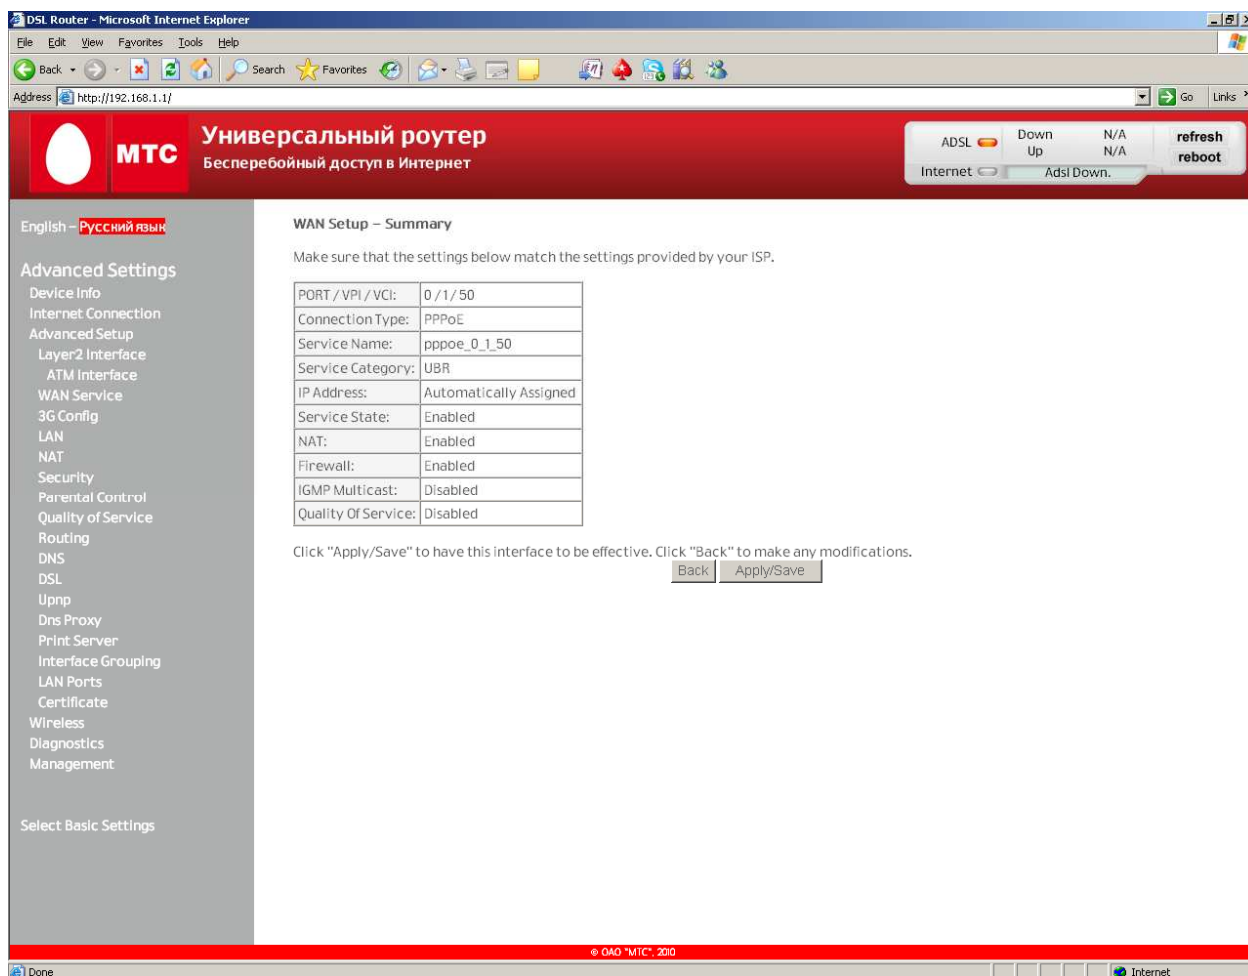 DSL Router - Microsoft Internet Explorer
File Edit View Favorites Tools Help
Back Search Favorites
Address http://192.168.1.1/ Go Links
МТС
Универсальный роутер
Бесперебойный доступ в Интернет
ADSL Down N/A refresh
Up N/A reboot
Internet Adsl Down.
English – Русский язык
Advanced Settings
Device Info
Internet Connection
Advanced Setup
Layer2 Interface
ATM Interface
WAN Service
3G Config
LAN
NAT
Security
Parental Control
Quality of Service
Routing
DNS
DSL
Upnp
Dns Proxy
Print Server
Interface Grouping
LAN Ports
Certificate
Wireless
Diagnostics
Management
Select Basic Settings
WAN Setup – Summary
Make sure that the settings below match the settings provided by your ISP.
PORT / VPI / VCI: 0 / 1 / 50
Connection Type: PPPoE
Service Name: pppoe_0_1_50
Service Category: UBR
IP Address: Automatically Assigned
Service State: Enabled
NAT: Enabled
Firewall: Enabled
IGMP Multicast: Disabled
Quality Of Service: Disabled
Click "Apply/Save" to have this interface to be effective. Click "Back" to make any modifications.
Back Apply/Save
© ОАО "МТС", 2010
Done Internet